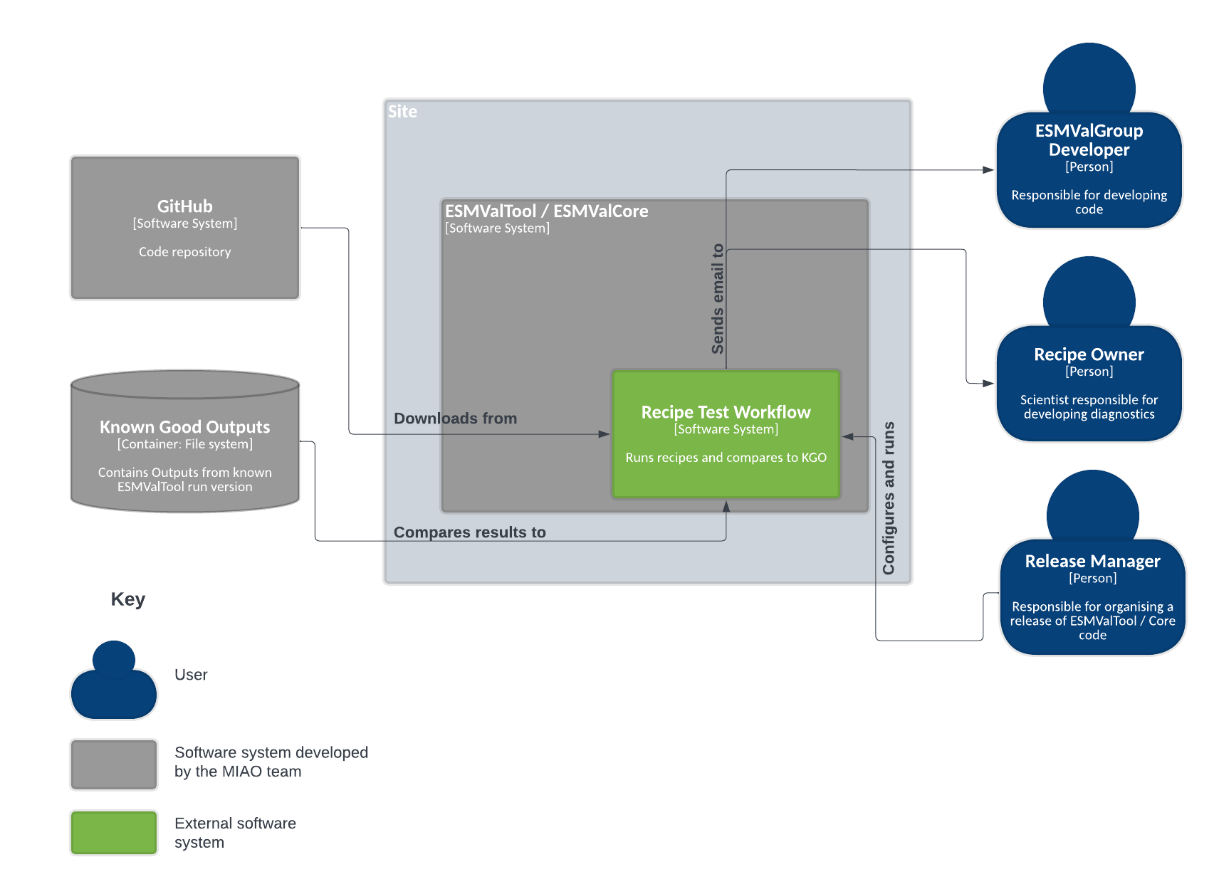 Site
GitHub
[Software System]
Code repository
Known Good Outputs
[Container: File system]
Contains Outputs from known
ESMValTool run version
ESMValTool / ESMValCore
[Software System]
Sends email to
Downloads from
Compares results to
Recipe Test Workflow
[Software System]
Runs recipes and compares to KGO
Configures and runs
ESMValGroup
Developer
[Person]
Responsible for developing
code
Recipe Owner
[Person]
Scientist responsible for
developing diagnostics
Release Manager
[Person]
Responsible for organising a
release of ESMValTool / Core
code
Key
User
Software system developed
by the MIAO team
External software
system